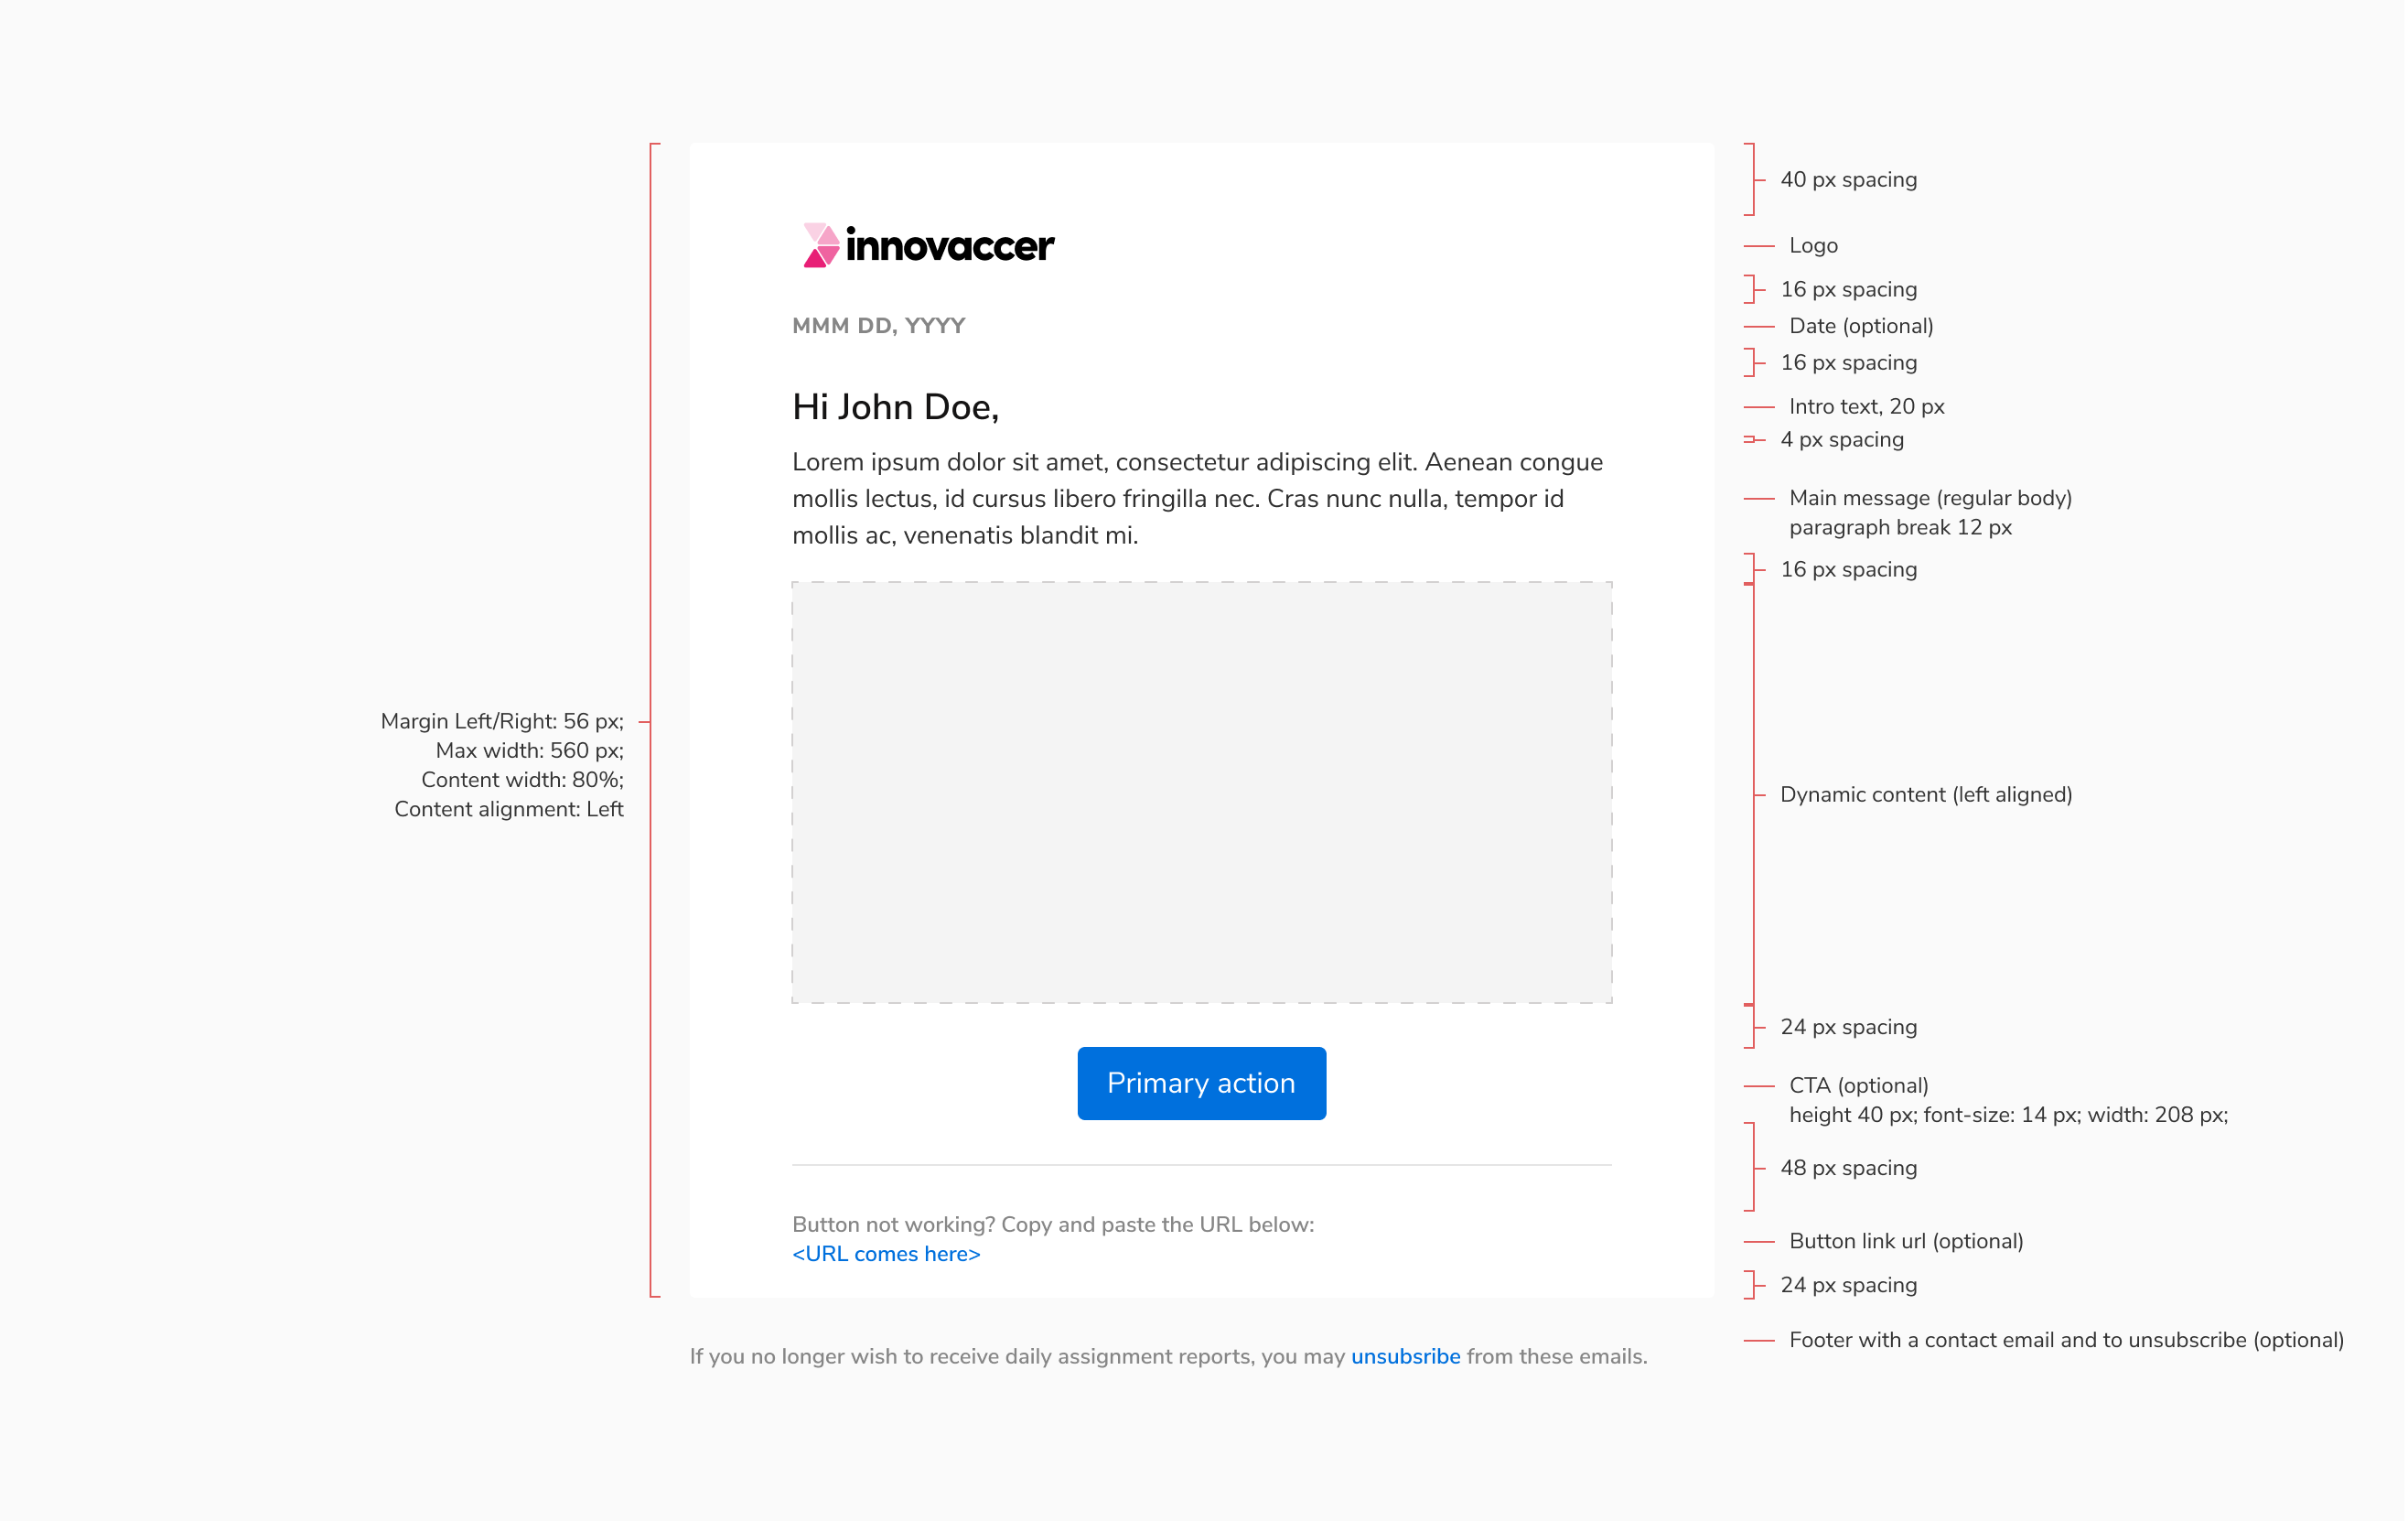 innovaccer
MMM DD, YYYY
Hi John Doe,
Lorem ipsum dolor sit amet, consectetur adipiscing elit. Aenean congue
mollis lectus, id cursus libero fringilla nec. Cras nunc nulla, tempor id
mollis ac, venenatis blandit mi.
Primary action
Button not working? Copy and paste the URL below:
<URL comes here>
If you no longer wish to receive daily assignment reports, you may unsubsribe from these emails.
Margin Left/Right: 56 px;
Max width: 560 px;
Content width: 80%;
Content alignment: Left
40 px spacing
Logo
16 px spacing
Date (optional)
16 px spacing
Intro text, 20 px
4 px spacing
Main message (regular body)
paragraph break 12 px
16 px spacing
Dynamic content (left aligned)
24 px spacing
CTA (optional)
height 40 px; font-size: 14 px; width: 208 px;
48 px spacing
Button link url (optional)
24 px spacing
Footer with a contact email and to unsubscribe (optional)